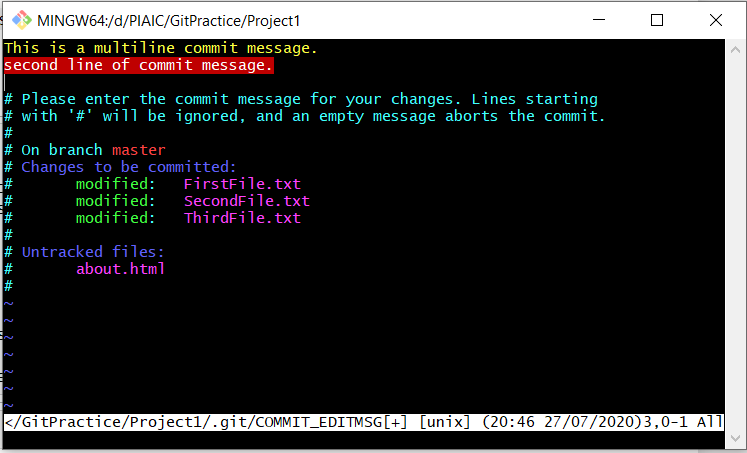 MINGW64:/d/PIAIC/GitPractice/Project1
This is a multiline commit message.
second line of commit message.
# Please enter the commit message for your changes. Lines starting
# with '#' will be ignored, and an empty message aborts the commit.
#
# On branch master
# Changes to be committed:
#       modified:   FirstFile.txt
#       modified:   SecondFile.txt
#       modified:   ThirdFile.txt
#
# Untracked files:
#       about.html
#
~
~
~
~
~
~
~
</GitPractice/Project1/.git/COMMIT_EDITMSG[+] [unix] (20:46 27/07/2020)3,0-1 All